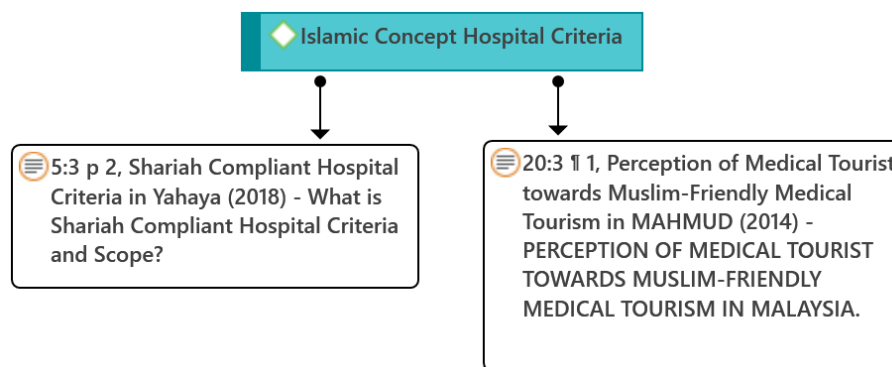 Islamic Concept Hospital Criteria
5:3 p 2, Shariah Compliant Hospital
Criteria in Yahaya (2018) - What is
Shariah Compliant Hospital Criteria
and Scope?
20:3 ¶ 1, Perception of Medical Tourist
towards Muslim-Friendly Medical
Tourism in MAHMUD (2014) -
PERCEPTION OF MEDICAL TOURIST
TOWARDS MUSLIM-FRIENDLY
MEDICAL TOURISM IN MALAYSIA.